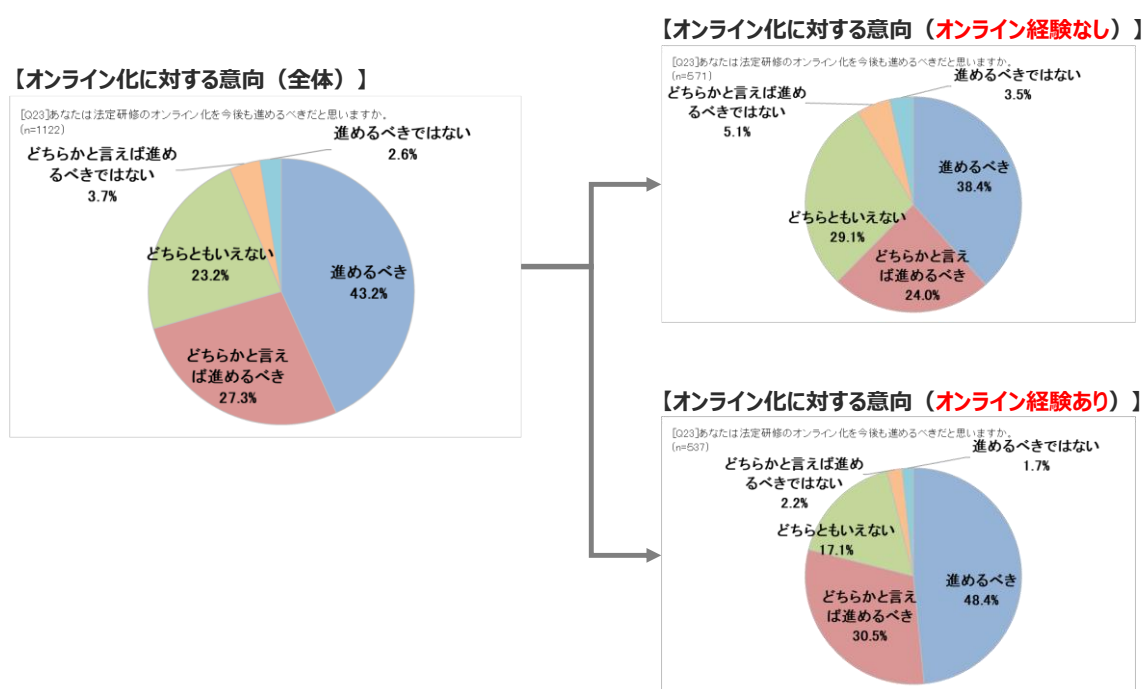 【オンライン化に対する意向（全体）】
[Q23]あなたは法定研修のオンライン化を今後も進めるべきだと思いますか。
(n=1122)
進めるべきではない
2.6%
どちらかと言えば進め
るべきではない
3.7%
どちらともいえない
23.2%
進めるべき
43.2%
どちらかと言え
ば進めるべき
27.3%
【オンライン化に対する意向（オンライン経験なし）】
[Q23]あなたは法定研修のオンライン化を今後も進めるべきだと思いますか。
(n=571)
進めるべきではない
3.5%
どちらかと言えば進め
るべきではない
5.1%
進めるべき
38.4%
どちらともいえない
29.1%
どちらかと言え
ば進めるべき
24.0%
【オンライン化に対する意向（オンライン経験あり）】
[Q23]あなたは法定研修のオンライン化を今後も進めるべきだと思いますか。
(n=537)
進めるべきではない
1.7%
どちらかと言えば進め
るべきではない
2.2%
どちらともいえない
17.1%
進めるべき
48.4%
どちらかと言え
ば進めるべき
30.5%